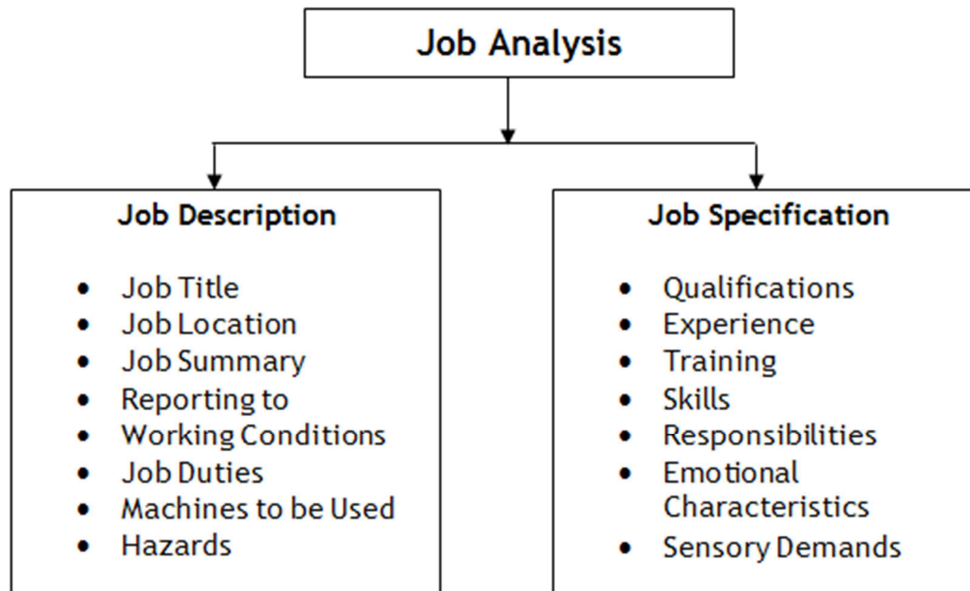 Job Analysis
Job Description
• Job Title
• Job Location
• Job Summary
• Reporting to
• Working Conditions
• Job Duties
• Machines to be Used
• Hazards
Job Specification
• Qualifications
• Experience
• Training
• Skills
• Responsibilities
• Emotional
Characteristics
• Sensory Demands